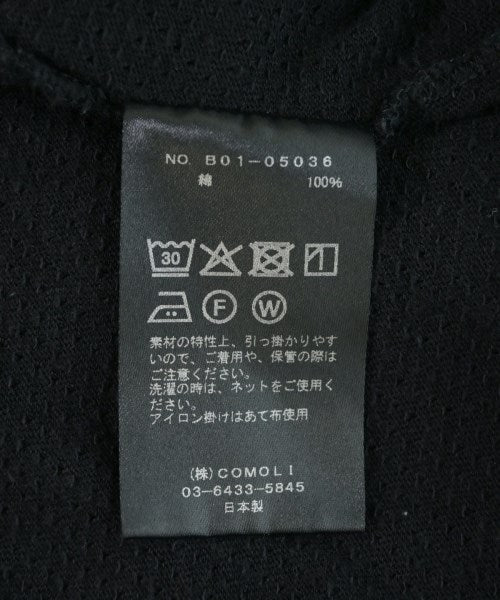 NO. B01-05036
綿 100%
30
F W
素材の特性上、引っ掛かりやす
いので、ご着用や、保管の際は
ご注意ください。
洗濯の時は、ネットをご使用く
ださい。
アイロン掛けはあて布使用
(株)COMOLI
03-6433-5845
日本製